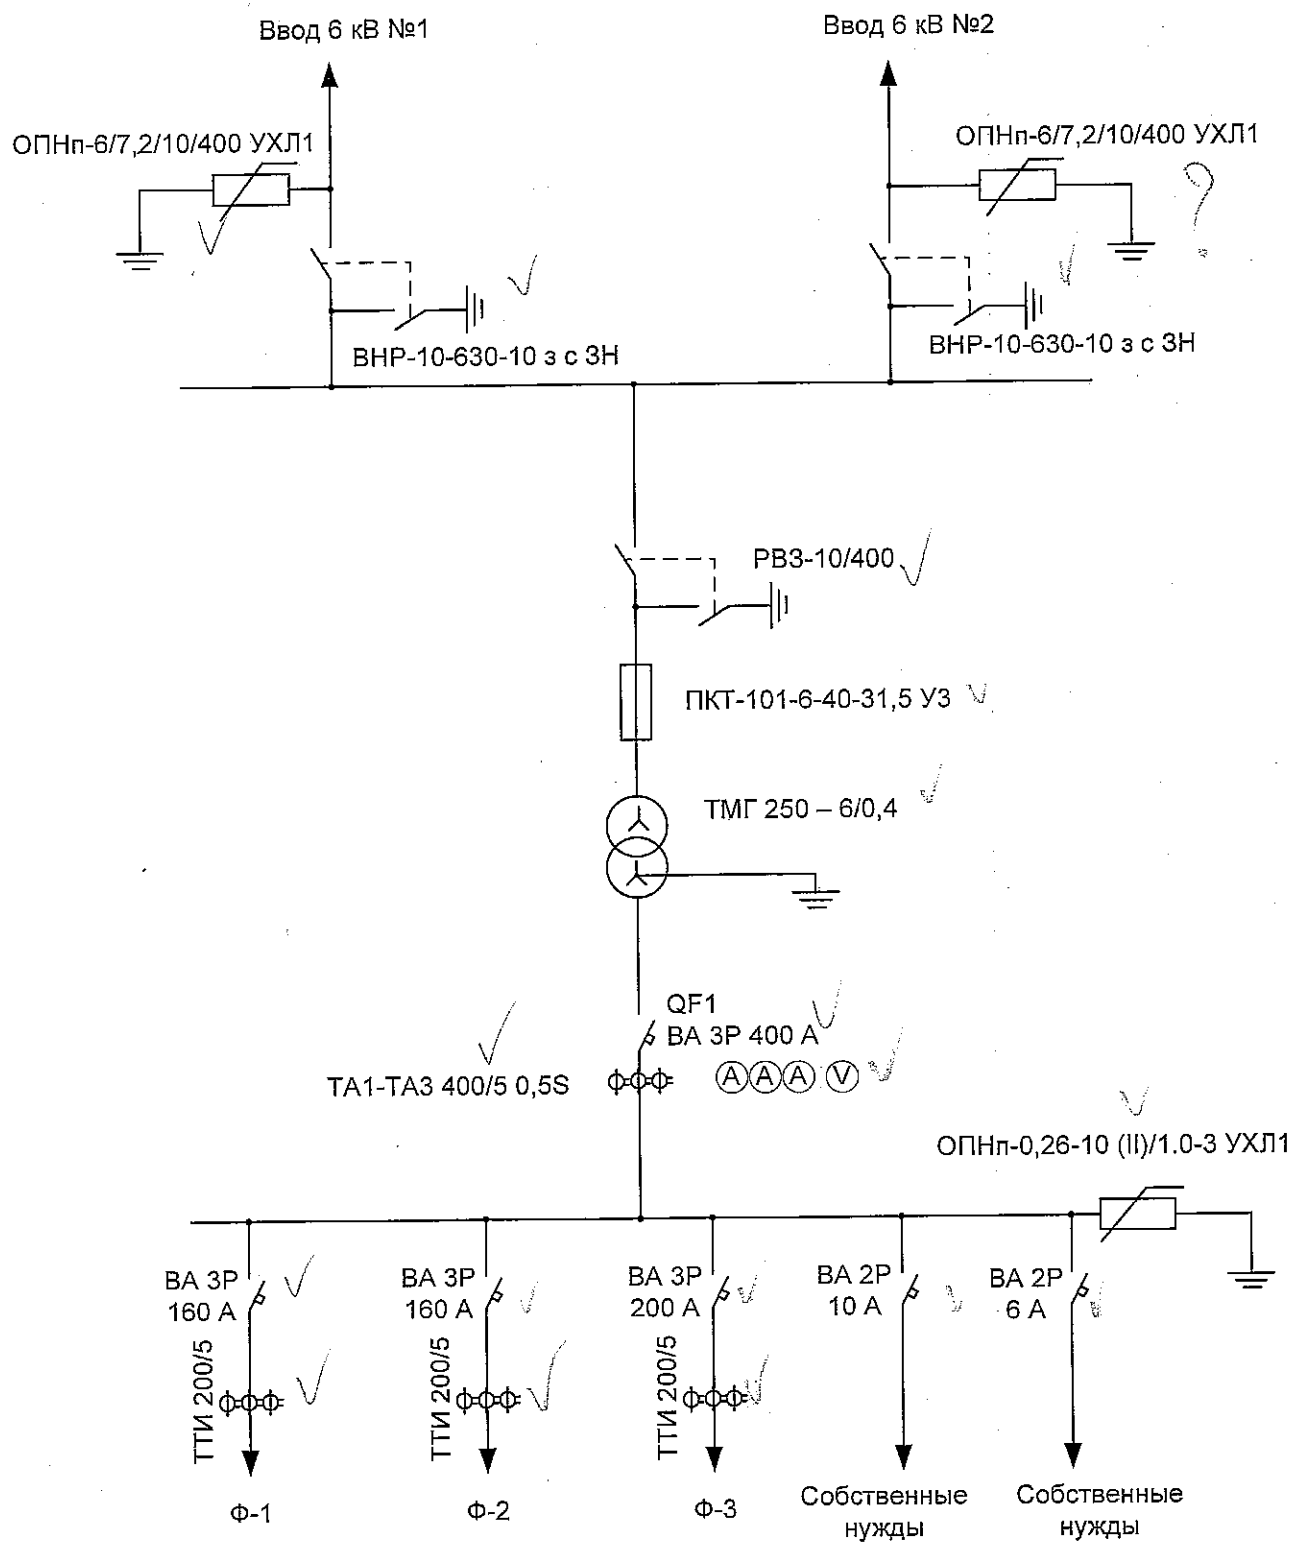 Ввод 6 кВ №1
Ввод 6 кВ №2
ОПНп-6/7,2/10/400 УХЛ1
ОПНп-6/7,2/10/400 УХЛ1
?
ВНР-10-630-10 з с ЗН
ВНР-10-630-10 з с ЗН
РВЗ-10/400
ПКТ-101-6-40-31,5 У3
ТМГ 250 – 6/0,4
QF1
ВА 3Р 400 А
ТА1-ТА3 400/5 0,5S
A A A V
ОПНп-0,26-10 (II)/1.0-3 УХЛ1
ВА 3Р
160 А
ВА 3Р
160 А
ВА 3Р
200 А
ВА 2Р
10 А
ВА 2Р
6 А
ТТИ 200/5
ТТИ 200/5
ТТИ 200/5
Ф-1
Ф-2
Ф-3
Собственные
нужды
Собственные
нужды